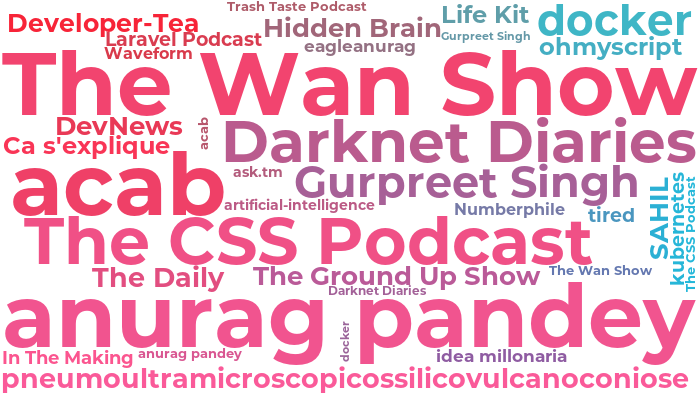 Trash Taste Podcast
Developer-Tea
Hidden Brain
Life Kit
docker
Laravel Podcast
Gurpreet Singh
Waveform
eagleanurag
ohmyscript
The Wan Show
DevNews
acab
Darknet Diaries
Ca s'explique
acab
ask.tm
Gurpreet Singh
artificial-intelligence
Numberphile
tired
SAHIL
kubernetes
The CSS Podcast
The CSS Podcast
The Daily
The Ground Up Show
The Wan Show
Darknet Diaries
anurag pandey
docker
In The Making
anurag pandey
idea millonaria
pneumoultramicroscopicossilicovulcanoconiose